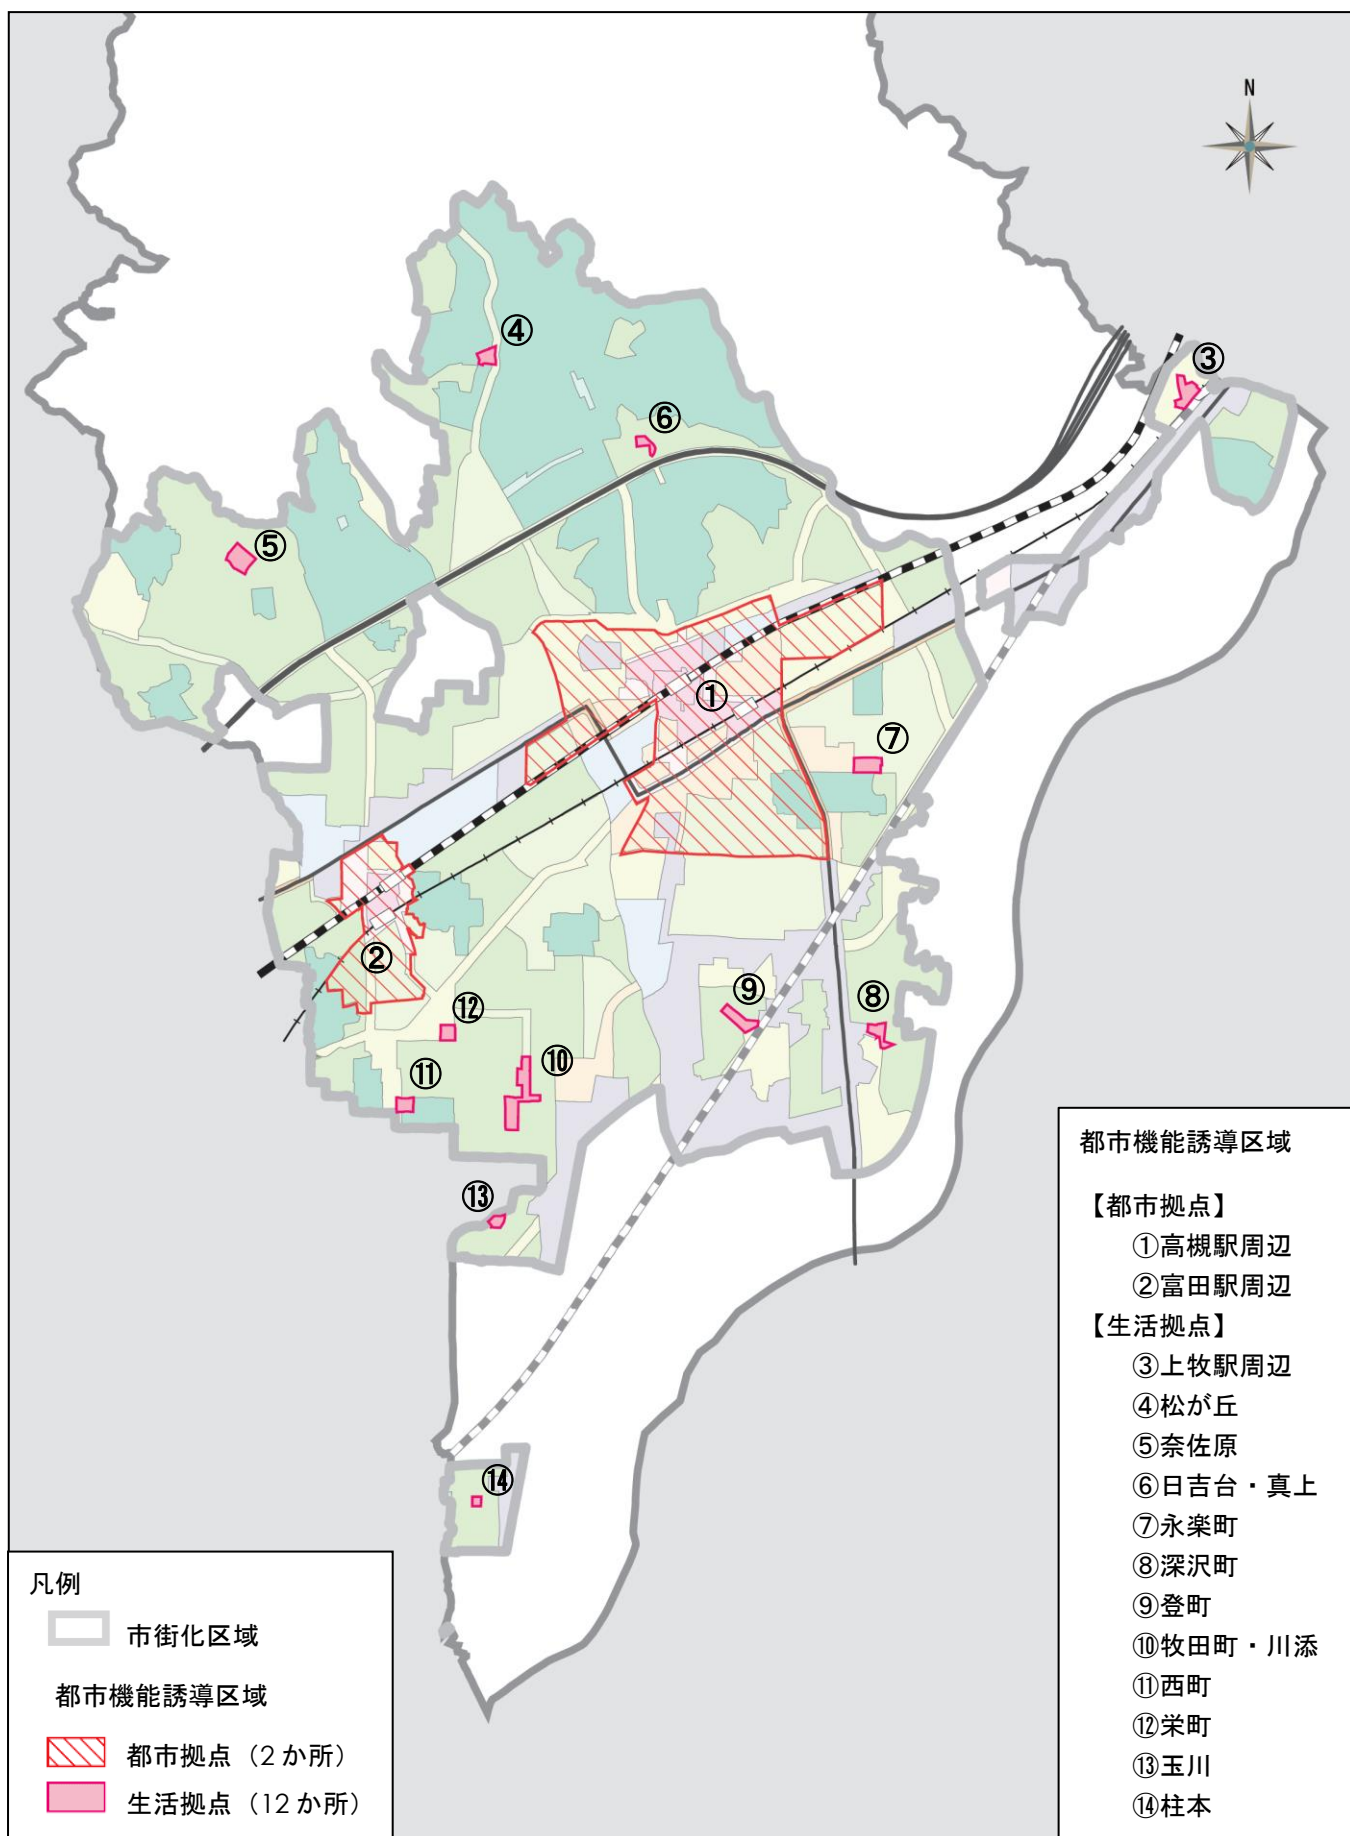 N
④
③
⑥
⑤
①
⑦
②
⑨
⑧
⑫
⑩
⑪
⑬
⑭
都市機能誘導区域
【都市拠点】
①高槻駅周辺
②富田駅周辺
【生活拠点】
③上牧駅周辺
④松が丘
⑤奈佐原
⑥日吉台・真上
⑦永楽町
⑧深沢町
⑨登町
⑩牧田町・川添
⑪西町
⑫栄町
⑬玉川
⑭柱本
凡例
市街化区域
都市機能誘導区域
都市拠点（2か所）
生活拠点（12か所）